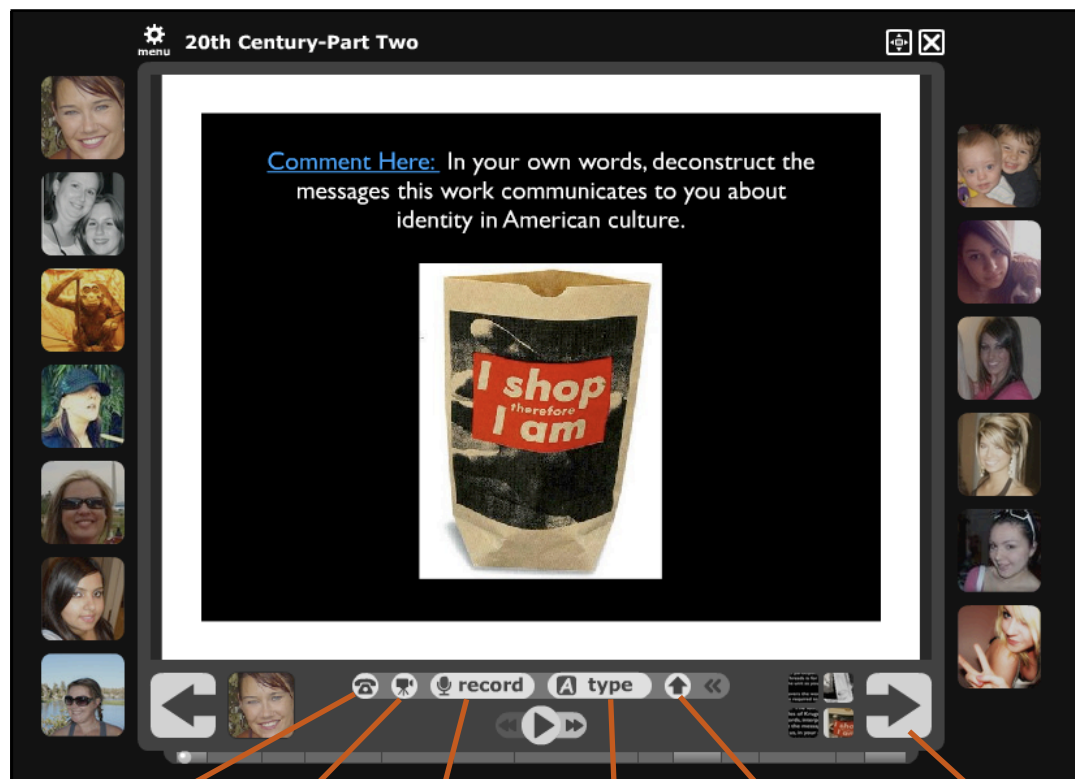 menu
20th Century-Part Two
Comment Here: In your own words, deconstruct the
messages this work communicates to you about
identity in American culture.
I shop
therefore
I am
record
A type